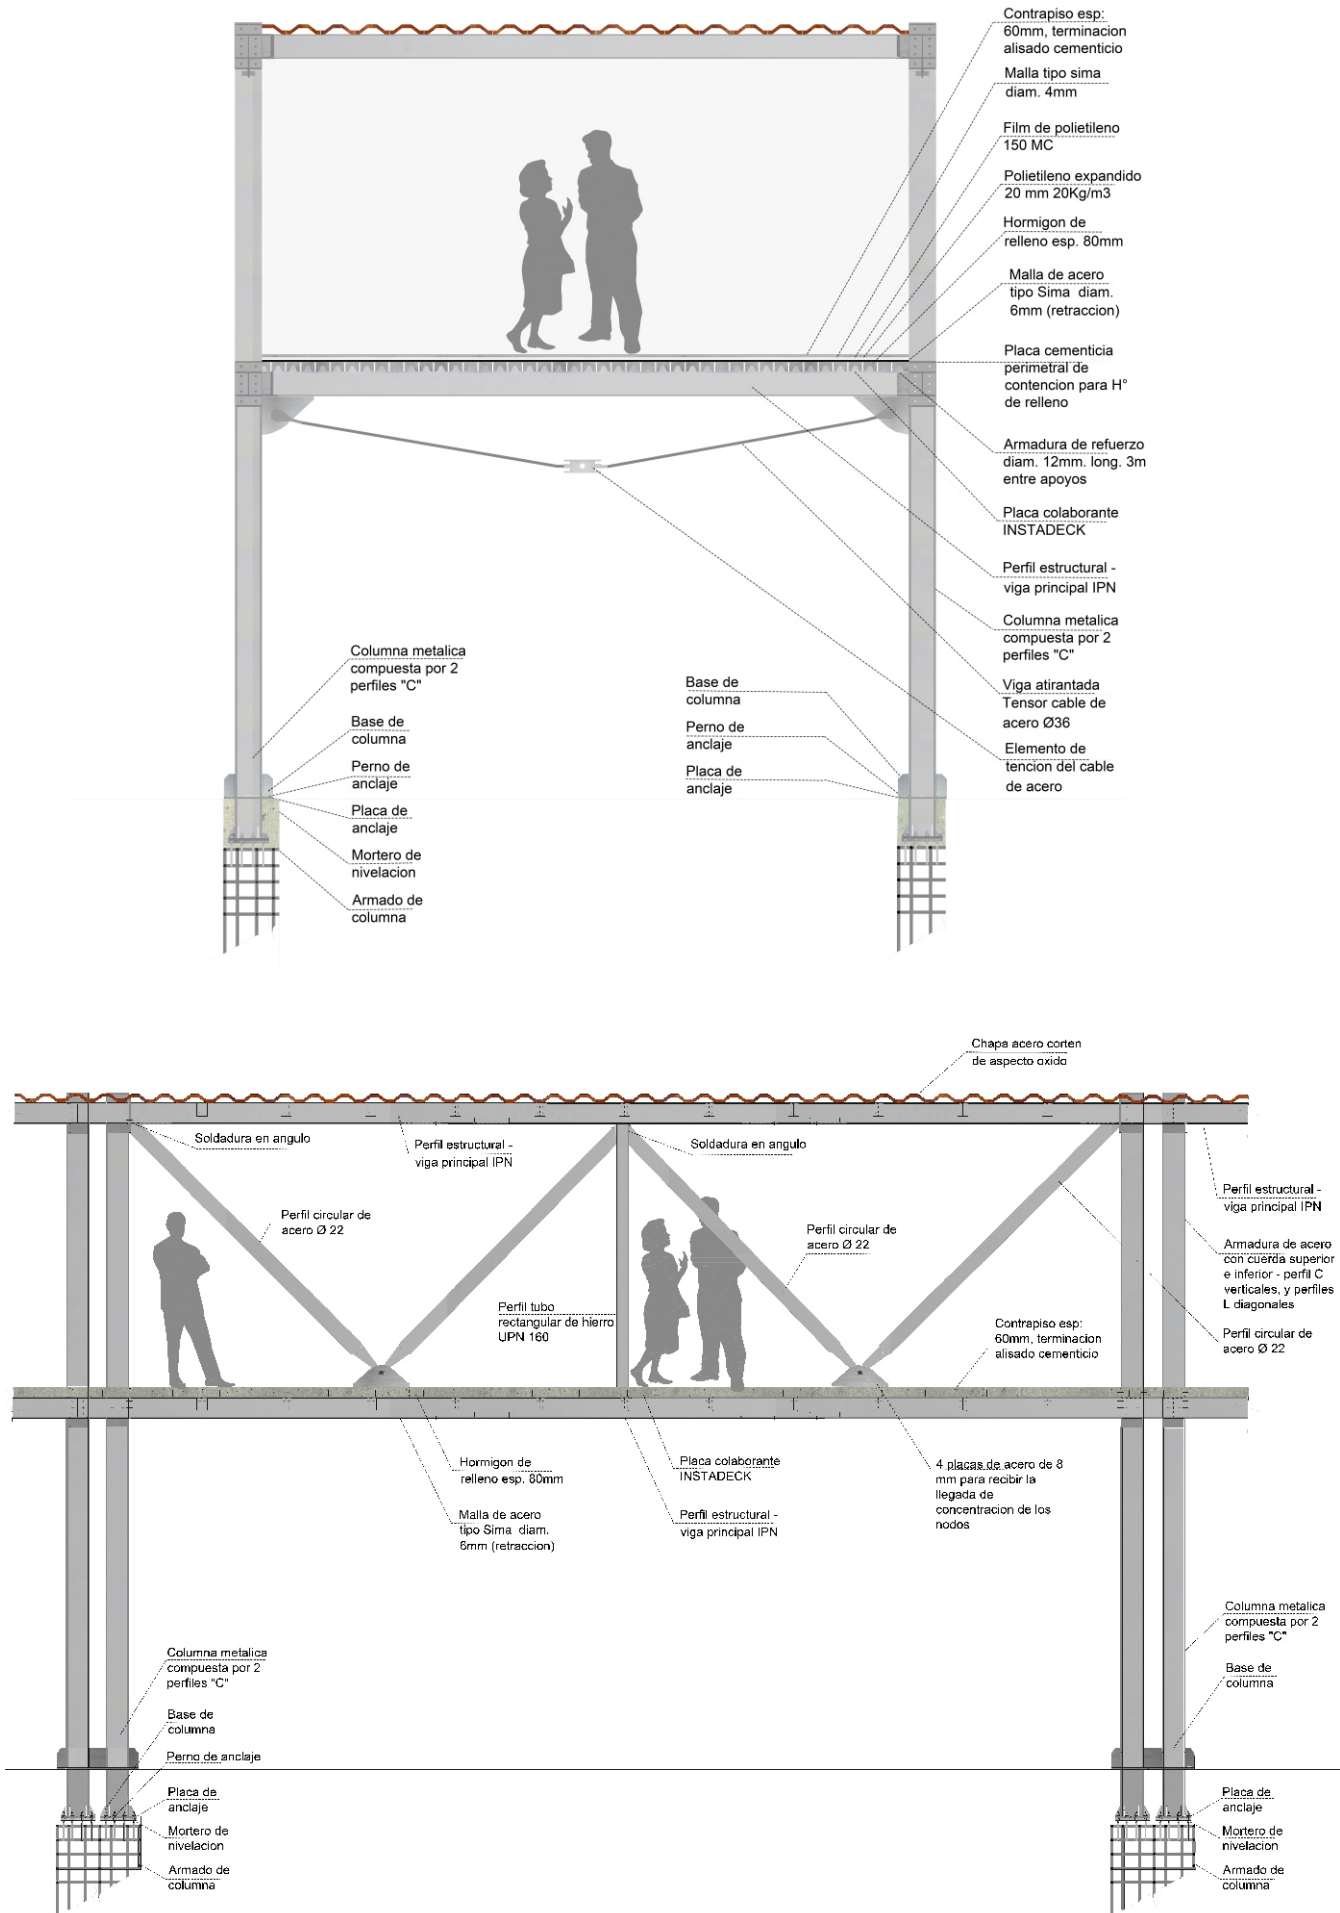 Contrapiso esp:
60mm, terminacion
alisado cementicio
Malla tipo sima
diam. 4mm
Film de polietileno
150 MC
Polietileno expandido
20 mm 20Kg/m3
Hormigon de
relleno esp. 80mm
Malla de acero
tipo Sima diam.
6mm (retraccion)
Placa cementicia
perimetral de
contencion para H°
de relleno
Armadura de refuerzo
diam. 12mm. long. 3m
entre apoyos
Placa colaborante
INSTADECK
Perfil estructural -
viga principal IPN
Columna metalica
compuesta por 2
perfiles "C"
Viga atirantada
Tensor cable de
acero Ø36
Elemento de
tencion del cable
de acero
Columna metalica
compuesta por 2
perfiles "C"
Base de
columna
Perno de
anclaje
Placa de
anclaje
Mortero de
nivelacion
Armado de
columna
Base de
columna
Perno de
anclaje
Placa de
anclaje
Chapa acero corten
de aspecto oxido
Soldadura en angulo
Perfil estructural -
viga principal IPN
Soldadura en angulo
Perfil circular de
acero Ø 22
Perfil circular de
acero Ø 22
Perfil tubo
rectangular de hierro
UPN 160
Contrapiso esp:
60mm, terminacion
alisado cementicio
Perfil estructural -
viga principal IPN
Armadura de acero
con cuerda superior
e inferior - perfil C
verticales, y perfiles
L diagonales
Perfil circular de
acero Ø 22
Hormigon de
relleno esp. 80mm
Malla de acero
tipo Sima diam.
6mm (retraccion)
Placa colaborante
INSTADECK
Perfil estructural -
viga principal IPN
4 placas de acero de 8
mm para recibir la
llegada de
concentracion de los
nodos
Columna metalica
compuesta por 2
perfiles "C"
Base de
columna
Perno de anclaje
Placa de
anclaje
Mortero de
nivelacion
Armado de
columna
Columna metalica
compuesta por 2
perfiles "C"
Base de
columna
Placa de
anclaje
Mortero de
nivelacion
Armado de
columna